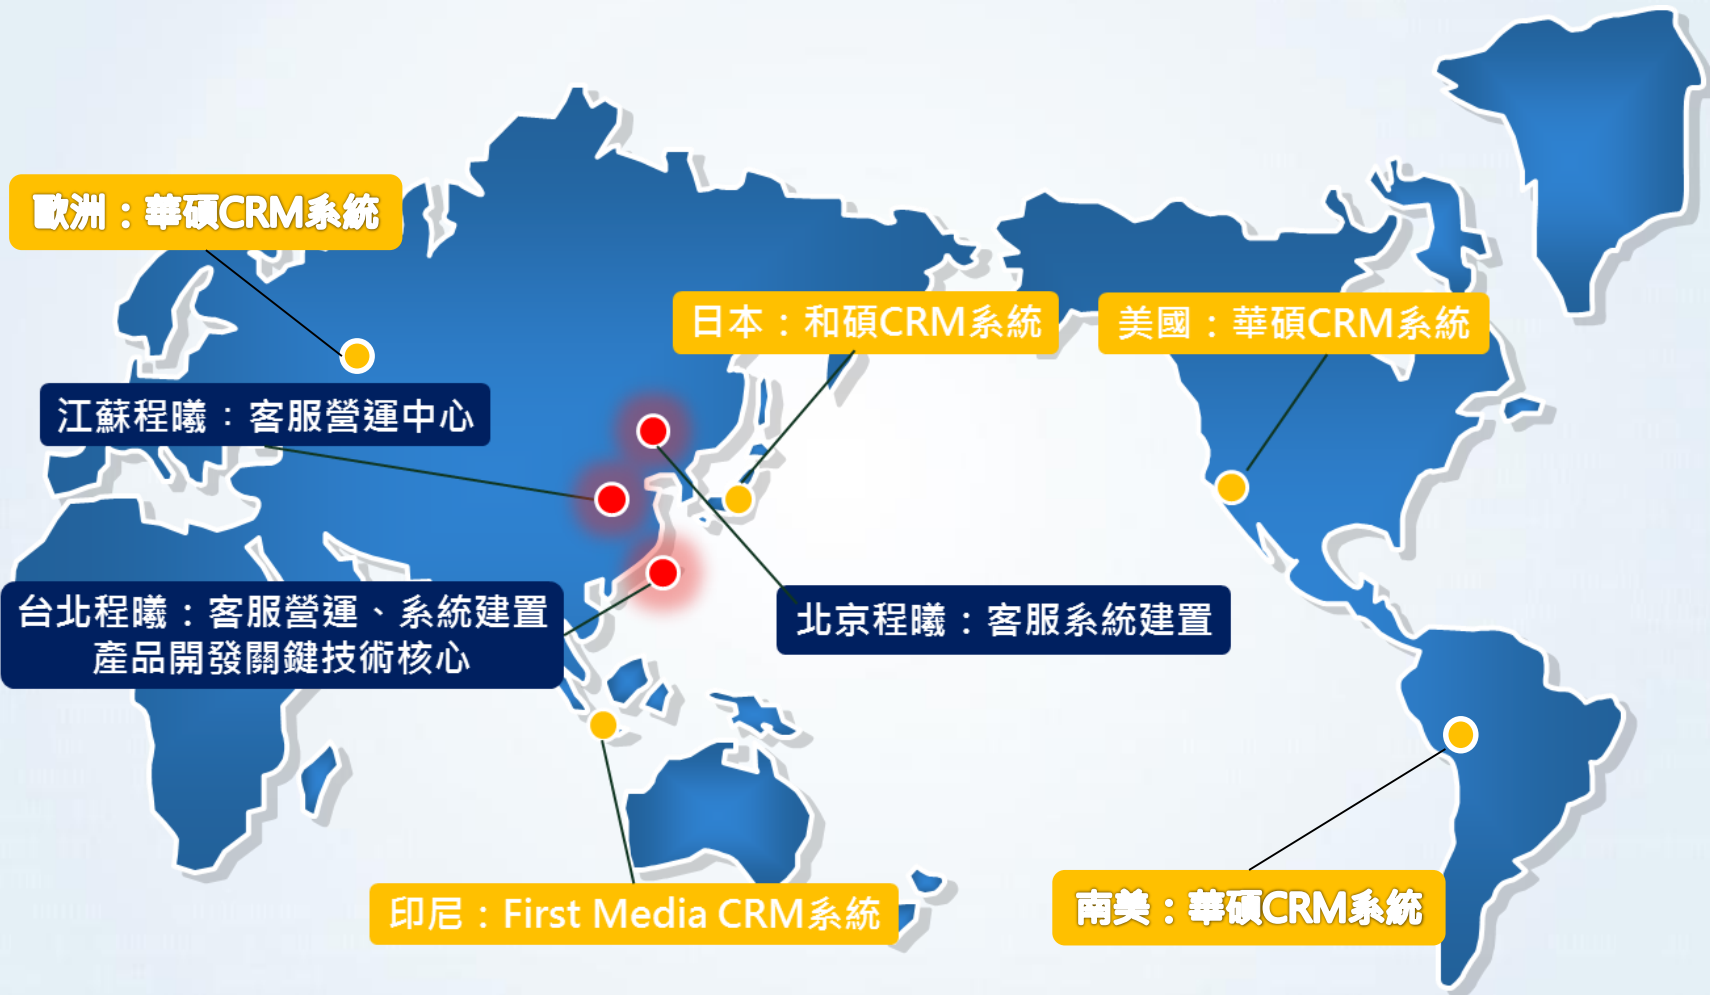 歐洲：華碩CRM系統
日本：和碩CRM系統
美國：華碩CRM系統
江蘇程曦：客服營運中心
台北程曦：客服營運、系統建置
產品開發關鍵技術核心
北京程曦：客服系統建置
印尼：First Media CRM系統
南美：華碩CRM系統